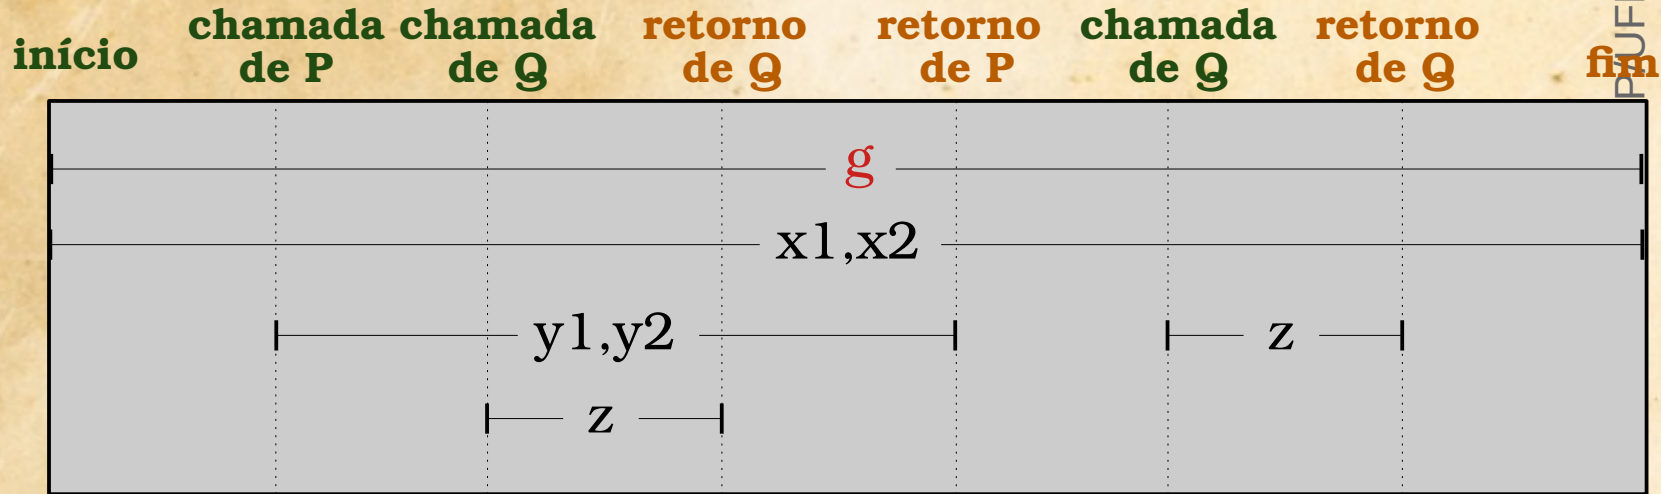 início
chamada
de P
chamada
de Q
retorno
de Q
retorno
de P
chamada
de Q
retorno
de Q
fim
g
x1,x2
y1,y2
z
z